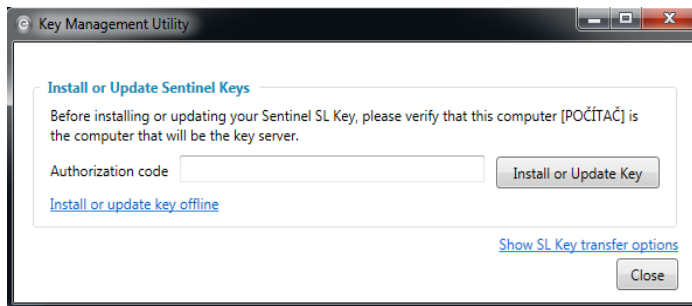 Key Management Utility
Install or Update Sentinel Keys
Before installing or updating your Sentinel SL Key, please verify that this computer [POČÍTAČ] is
the computer that will be the key server.
Authorization code
Install or Update Key
Install or update key offline
Show SL Key transfer options
Close